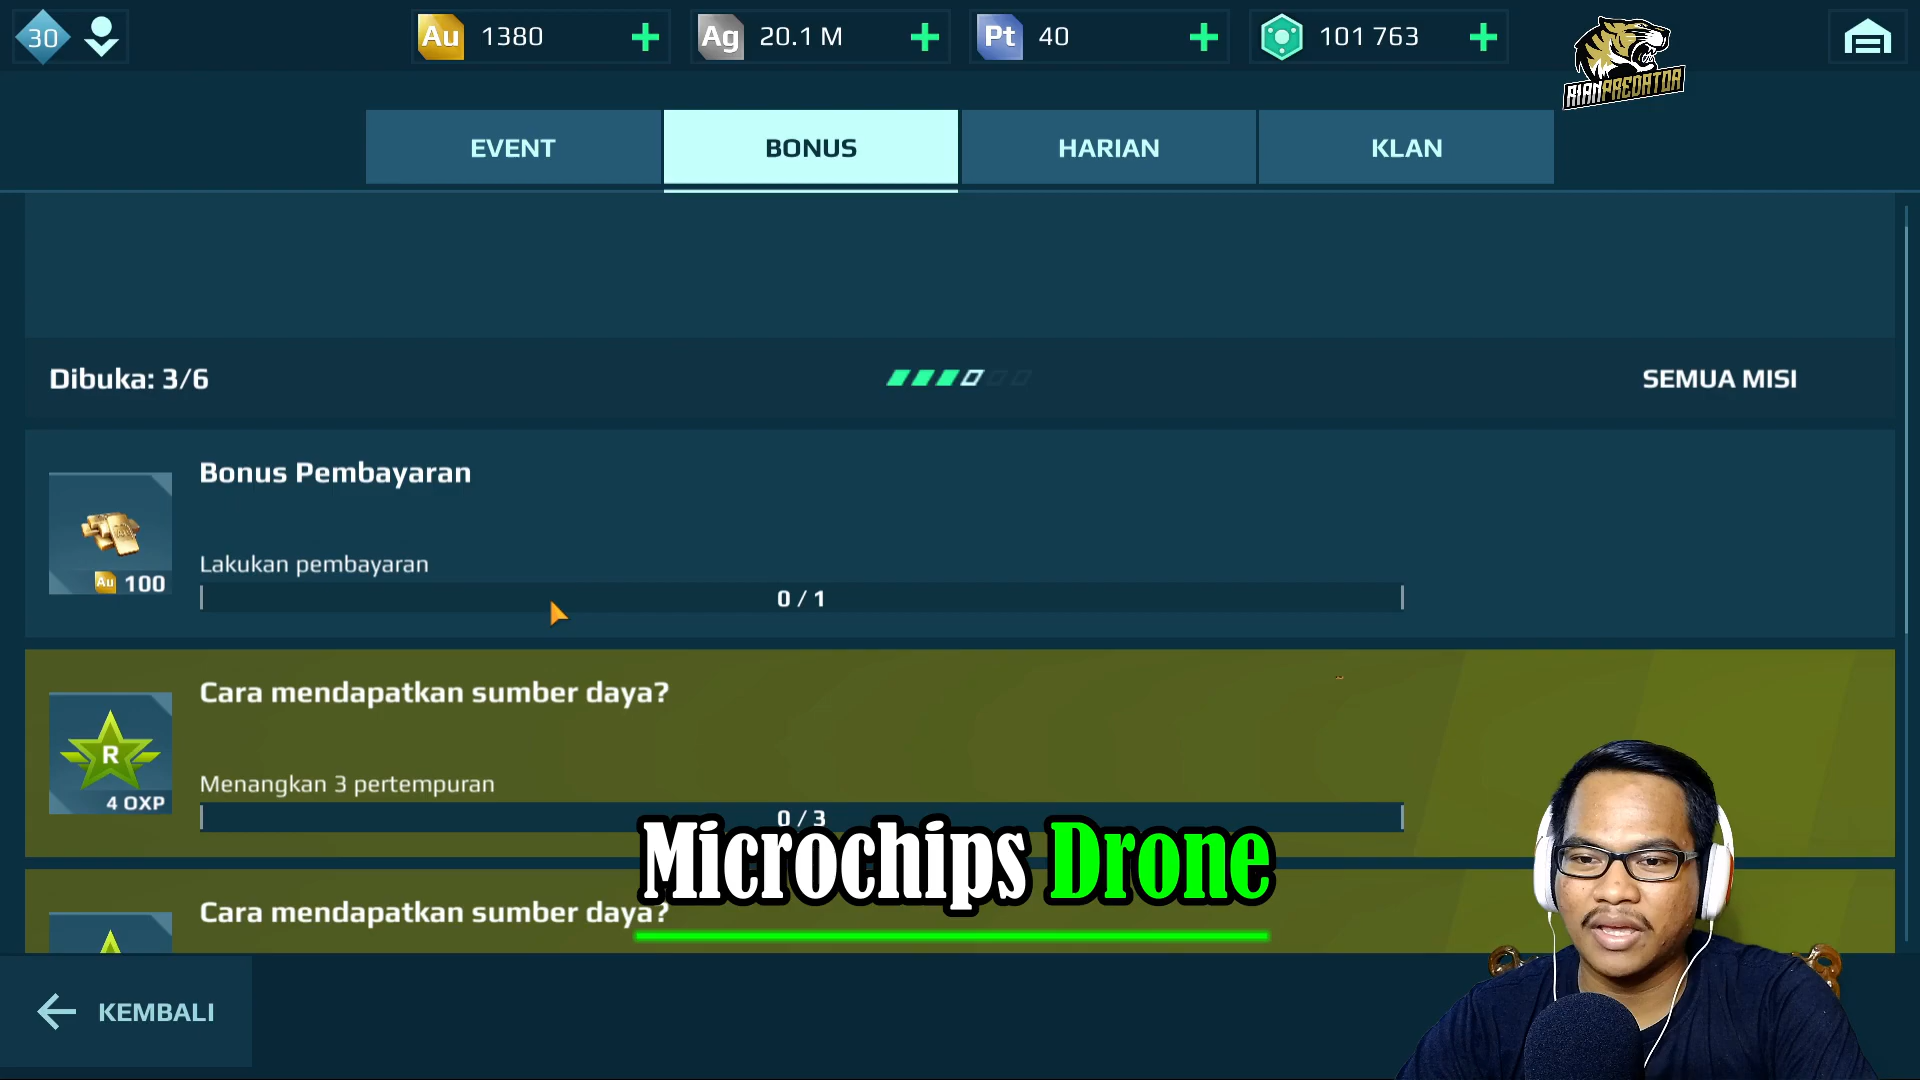 30
Au 1380
Ag 20.1 M
Pt 40
101 763
RIANPREDATOR
EVENT
BONUS
HARIAN
KLAN
Dibuka: 3/6
SEMUA MISI
Bonus Pembayaran
Lakukan pembayaran
Au 100
0 / 1
Cara mendapatkan sumber daya?
R
Menangkan 3 pertempuran
4 OXP
0 / 3
Microchips Drone
Cara mendapatkan sumber daya?
KEMBALI